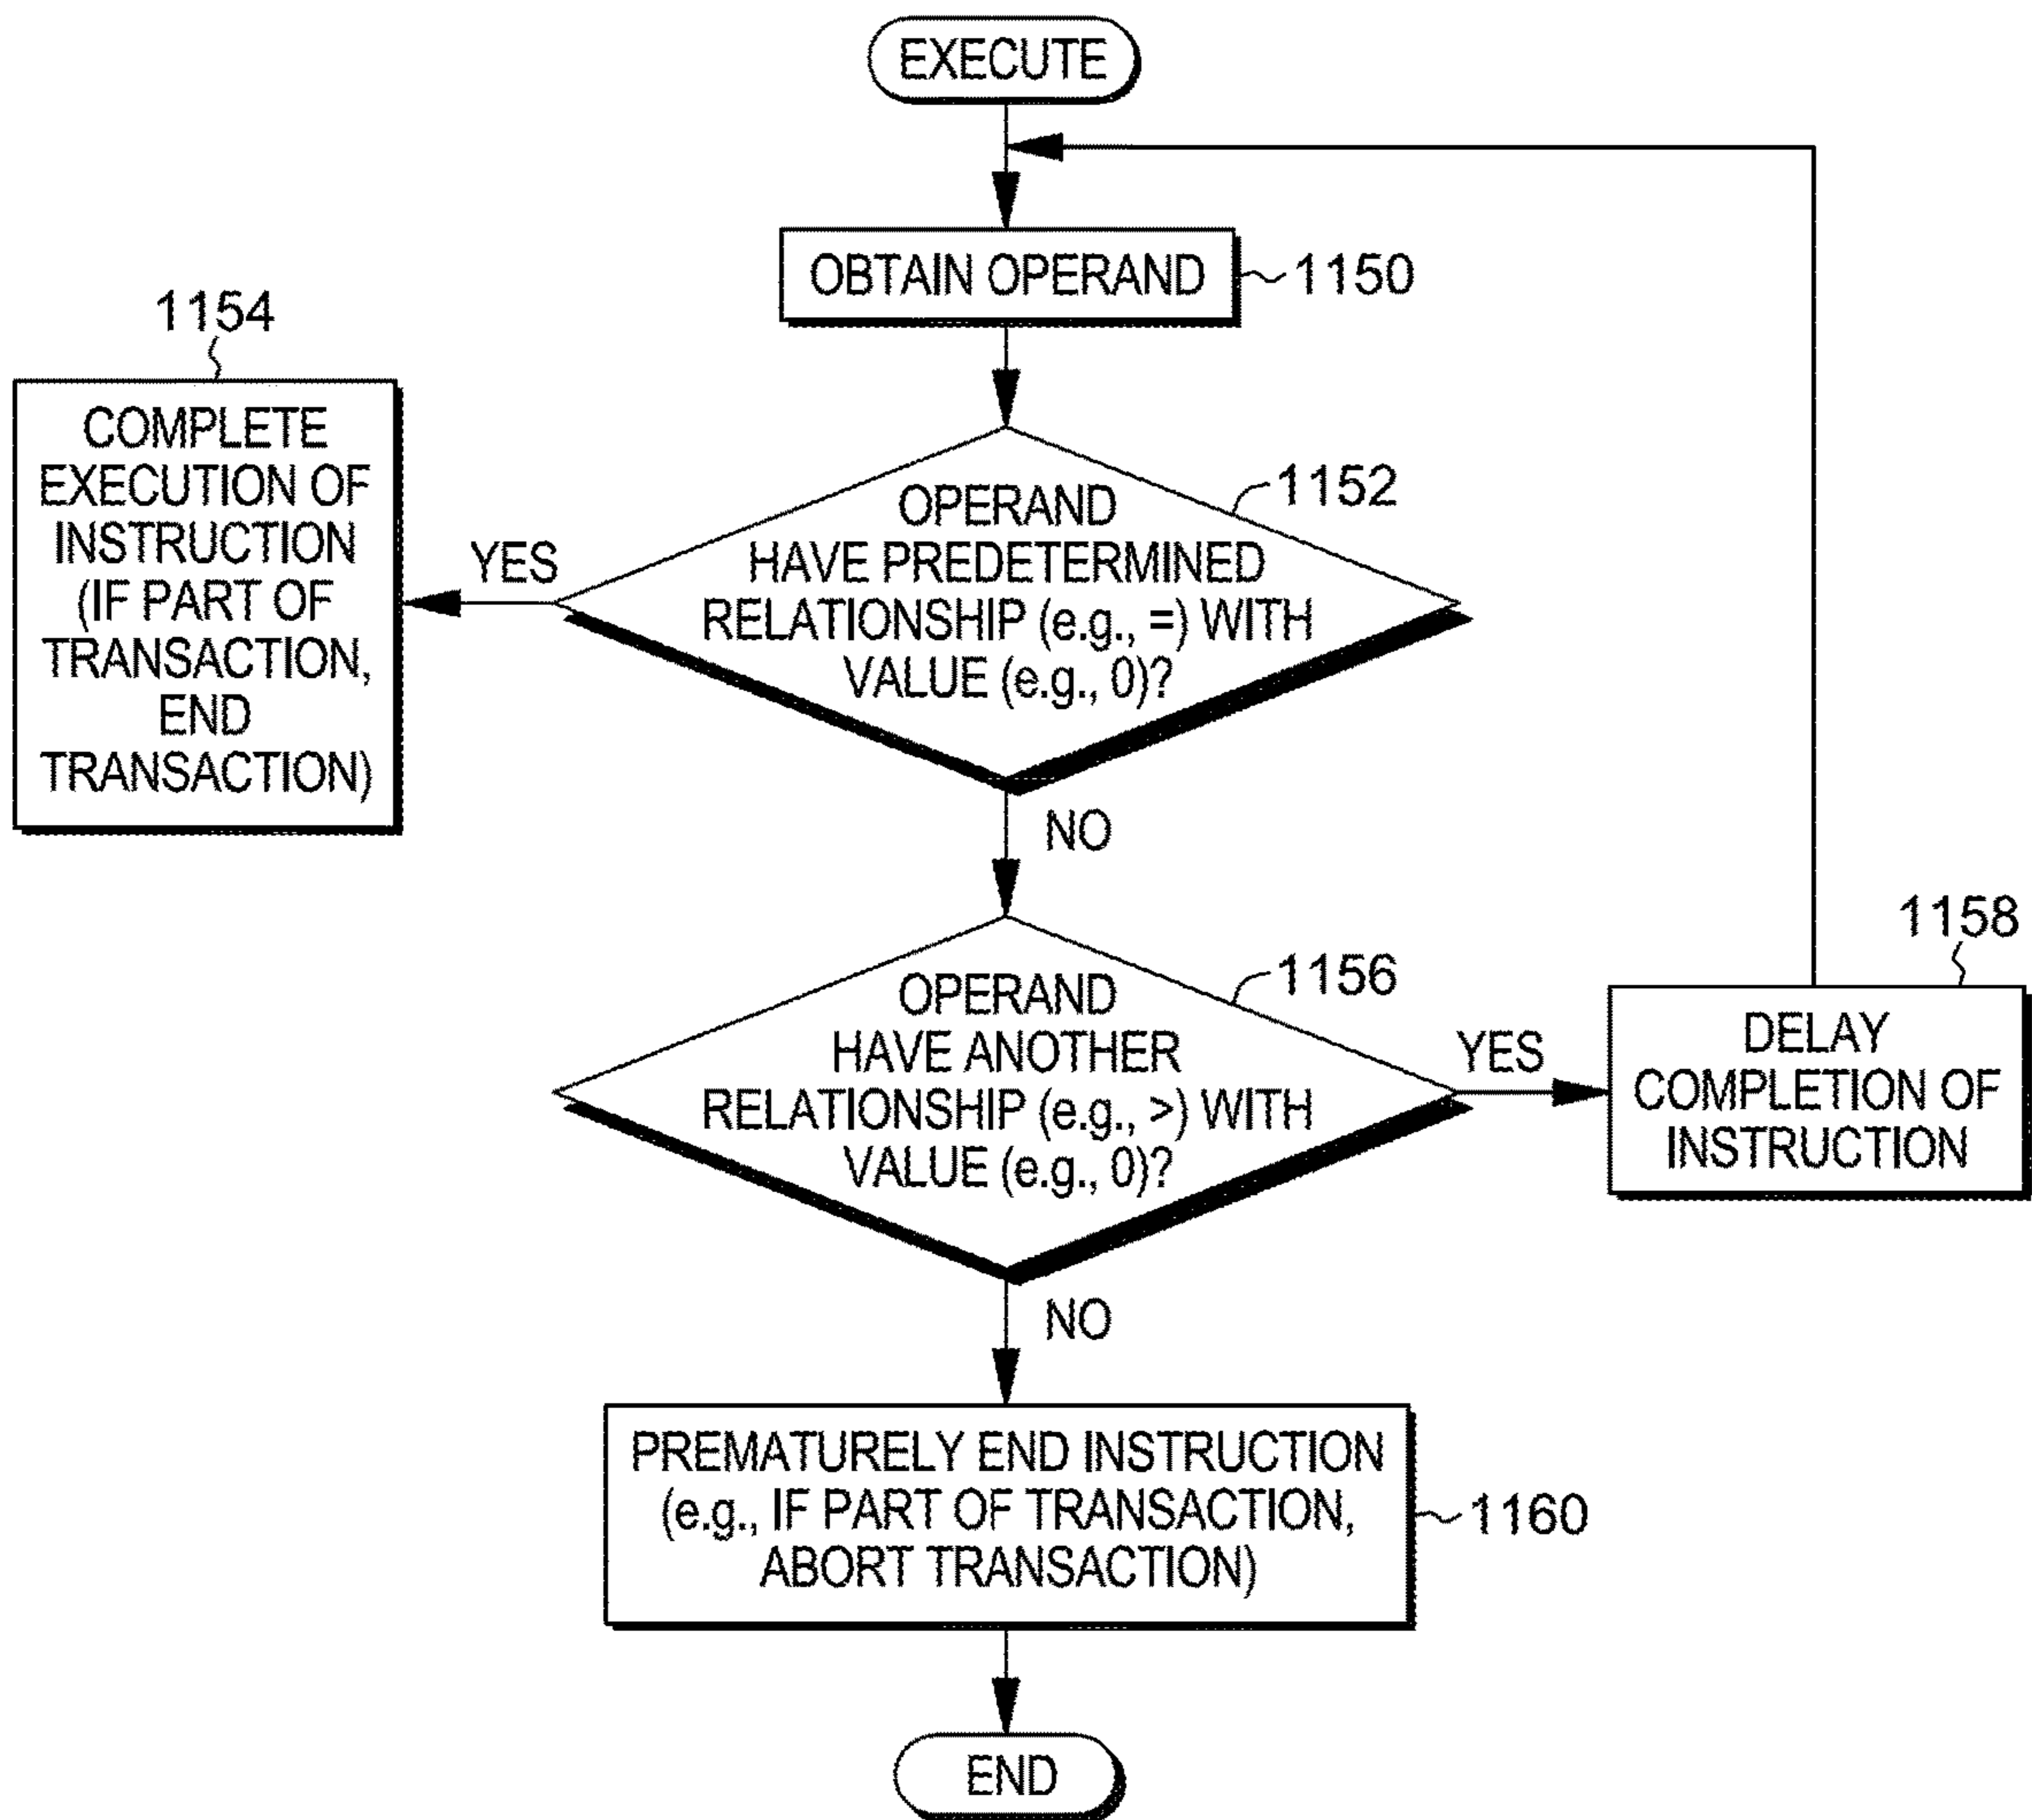 EXECUTE
OBTAIN OPERAND
1150
1154
COMPLETE
EXECUTION OF
INSTRUCTION
(IF PART OF
TRANSACTION,
END
TRANSACTION)
YES
1152
OPERAND
HAVE PREDETERMINED
RELATIONSHIP (e.g., =) WITH
VALUE (e.g., 0)?
NO
1156
OPERAND
HAVE ANOTHER
RELATIONSHIP (e.g., >) WITH
VALUE (e.g., 0)?
YES
1158
DELAY
COMPLETION OF
INSTRUCTION
NO
PREMATURELY END INSTRUCTION
(e.g., IF PART OF TRANSACTION,
ABORT TRANSACTION)
1160
END